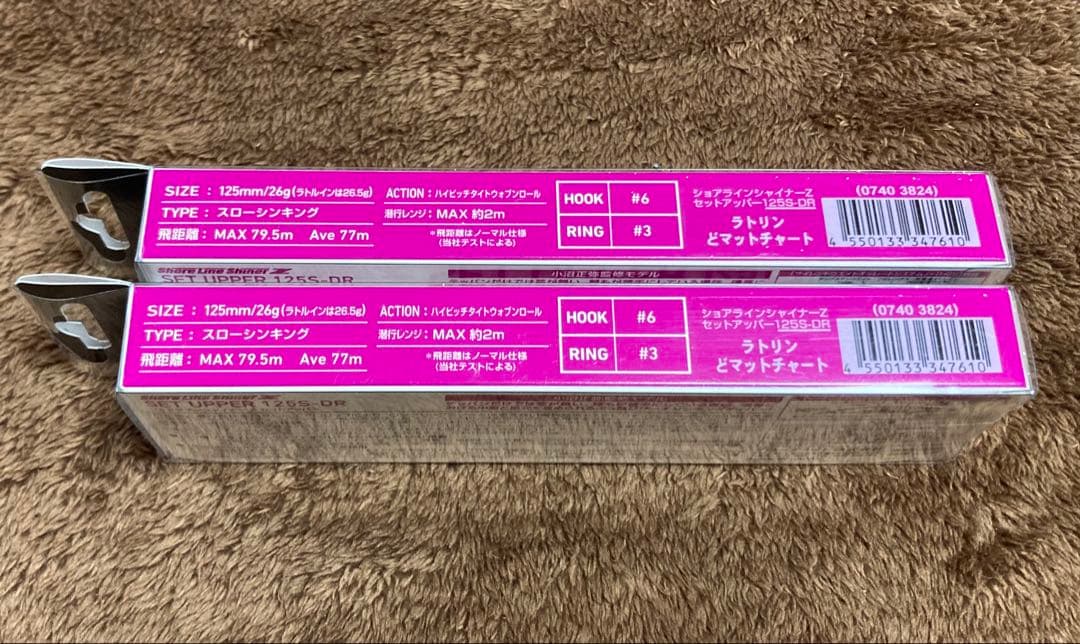 SIZE : 125mm/26g(ラトルインは26.5g)
TYPE : スローシンキング
飛距離 : MAX 79.5m Ave 77m
ACTION : ハイピッチタイトウォブンロール
潜行レンジ : MAX 約2m
*飛距離はノーマル仕様
(当社テストによる)
HOOK #6
RING #3
ショアラインシャイナーZ
セットアッパー125S-DR
ラトリン
どマットチャート
(0740 3824)
4 550133 347610
Shore Line Shiner Z
SET UPPER 125S-DR
小沼正弥監修モデル
SIZE : 125mm/26g(ラトルインは26.5g)
TYPE : スローシンキング
飛距離 : MAX 79.5m Ave 77m
ACTION : ハイピッチタイトウォブンロール
潜行レンジ : MAX 約2m
*飛距離はノーマル仕様
(当社テストによる)
HOOK #6
RING #3
ショアラインシャイナーZ
セットアッパー125S-DR
ラトリン
どマットチャート
(0740 3824)
4 550133 347610
Shore Line Shiner Z
SET UPPER 125S-DR